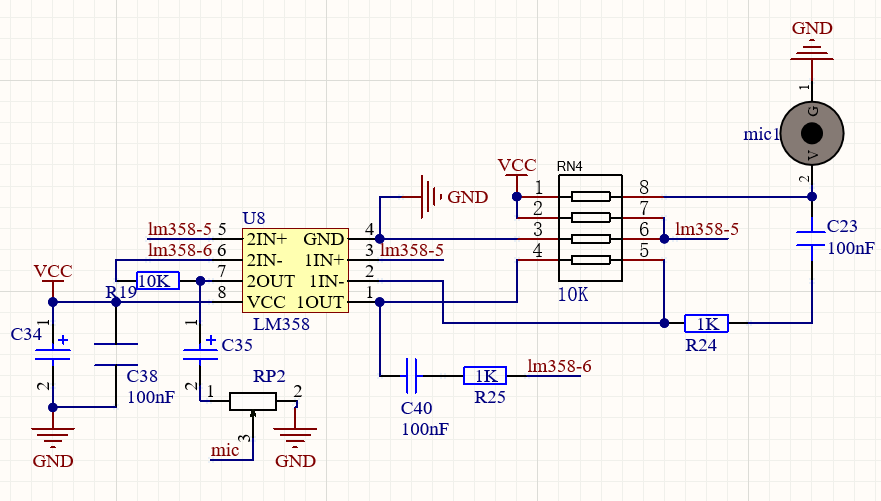 GND
1
G
mic1
V
2
RN4
VCC
1
8
2
7
3
6
4
5
10K
lm358-5
C23
100nF
GND
U8
lm358-5
5
2IN+
GND
4
lm358-6
6
2IN-
1IN+
3
lm358-5
7
2OUT
1IN-
2
8
VCC
1OUT
1
LM358
VCC
10K
R19
1K
R24
C34
1
2
C38
100nF
1
C35
2
RP2
1
2
3
mic
GND
GND
C40
100nF
1K
R25
lm358-6